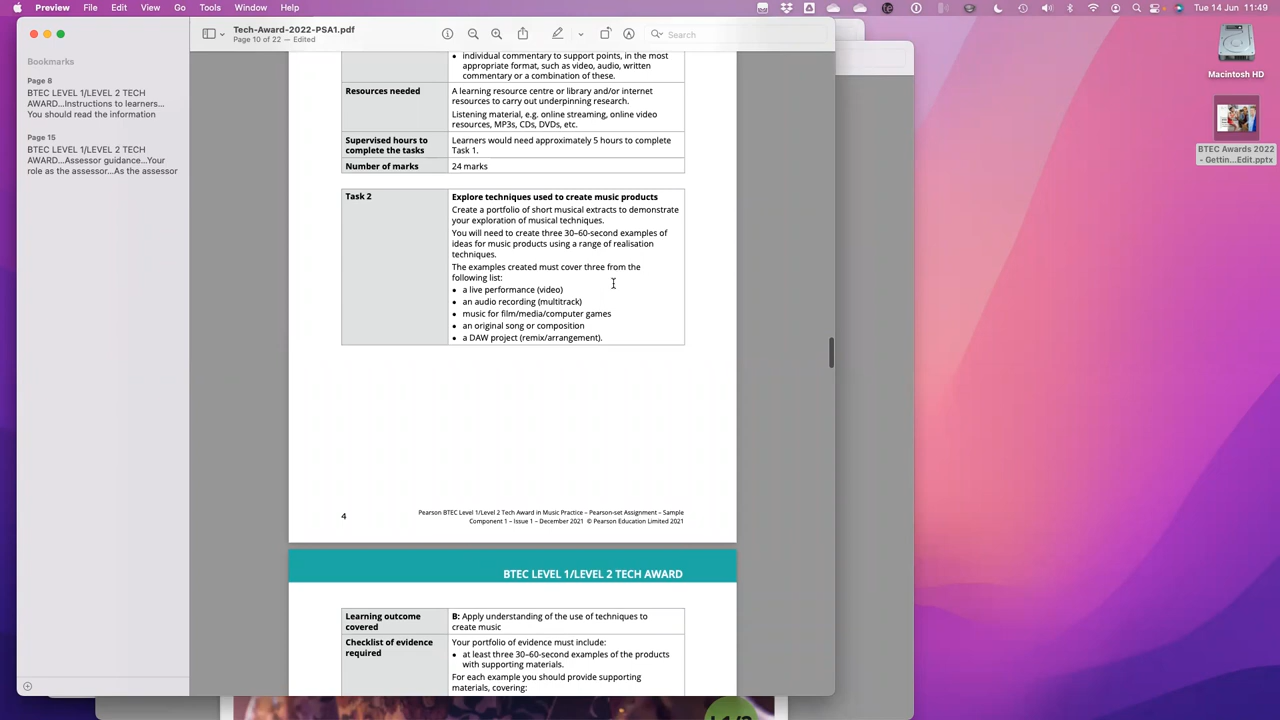 Preview File Edit View Go Tools Window Help
Tue 14 Jun 11:49
Tech-Award-2022-PSA1.pdf
Page 10 of 22 — Edited
Search
Bookmarks
Page 8
BTEC LEVEL 1/LEVEL 2 TECH
AWARD...Instructions to learners...
You should read the information
Page 15
BTEC LEVEL 1/LEVEL 2 TECH
AWARD...Assessor guidance...Your
role as the assessor...As the assessor
individual commentary to support points, in the most
appropriate format, such as video, audio, written
commentary or a combination of these.
Resources needed
A learning resource centre or library and/or internet
resources to carry out underpinning research.
Listening material, e.g. online streaming, online video
resources, MP3s, CDs, DVDs, etc.
Supervised hours to
complete the tasks
Learners would need approximately 5 hours to complete
Task 1.
Number of marks
24 marks
Task 2
Explore techniques used to create music products
Create a portfolio of short musical extracts to demonstrate
your exploration of musical techniques.
You will need to create three 30–60-second examples of
ideas for music products using a range of realisation
techniques.
The examples created must cover three from the
following list:
• a live performance (video)
• an audio recording (multitrack)
• music for film/media/computer games
• an original song or composition
• a DAW project (remix/arrangement).
4
Pearson BTEC Level 1/Level 2 Tech Award in Music Practice – Pearson-set Assignment – Sample
Component 1 – Issue 1 – December 2021 © Pearson Education Limited 2021
BTEC LEVEL 1/LEVEL 2 TECH AWARD
Learning outcome
covered
B: Apply understanding of the use of techniques to
create music
Checklist of evidence
required
Your portfolio of evidence must include:
• at least three 30–60-second examples of the products
with supporting materials.
For each example you should provide supporting
materials, covering:
Macintosh HD
BTEC Awards 2022
- Gettin...Edit.pptx
L1/2